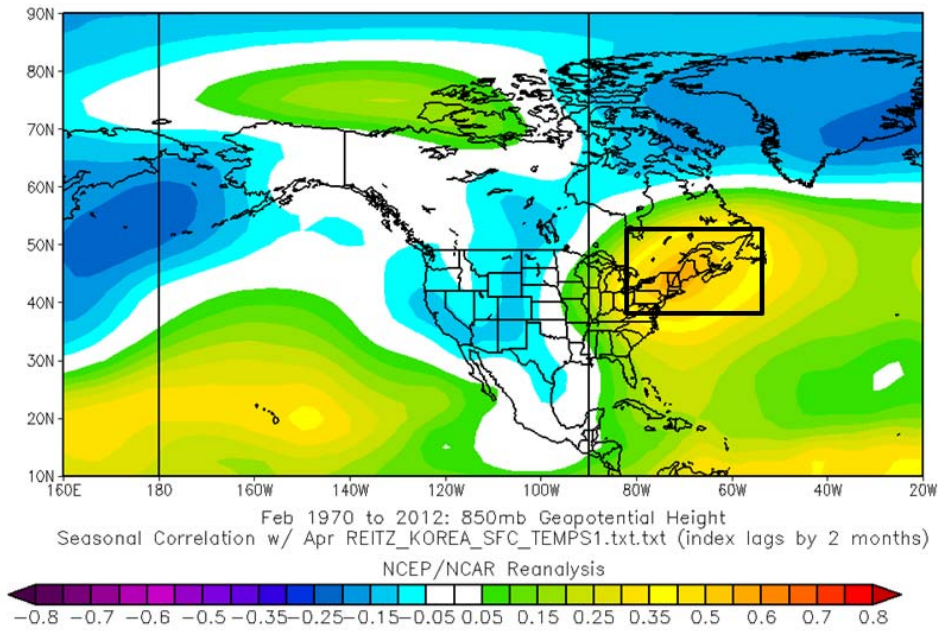 90N
80N
70N
60N
50N
40N
30N
20N
10N
160E 180 160W 140W 120W 100W 80W 60W 40W 20W
Feb 1970 to 2012: 850mb Geopotential Height
Seasonal Correlation w/ Apr REITZ_KOREA_SFC_TEMPS1.txt.txt (index lags by 2 months)
NCEP/NCAR Reanalysis
-0.8 -0.7 -0.6 -0.5 -0.35 -0.25 -0.15 -0.05 0.05 0.15 0.25 0.35 0.5 0.6 0.7 0.8